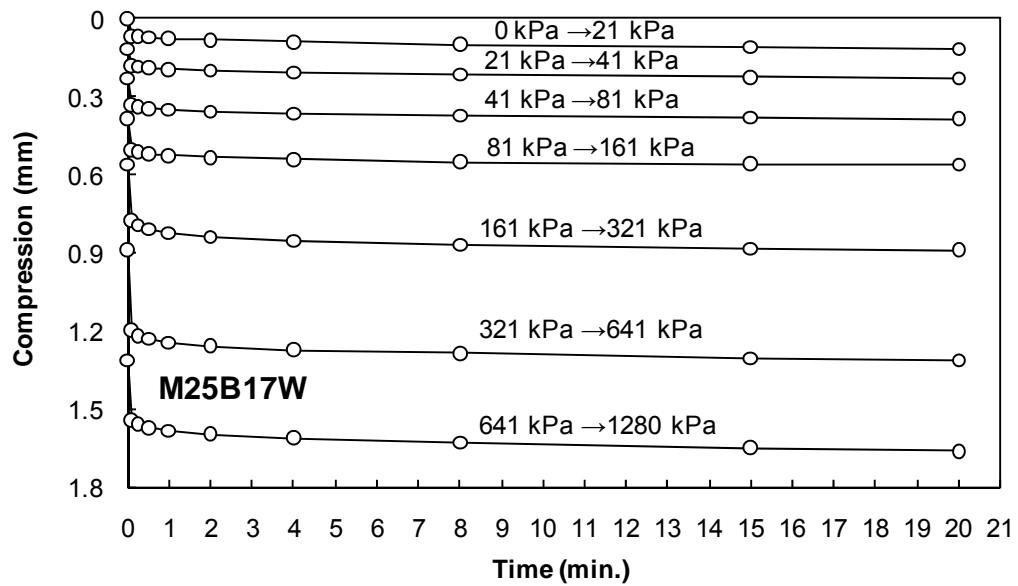 0
0.3
0.6
0.9
1.2
1.5
1.8
Compression (mm)
0 kPa →21 kPa
21 kPa →41 kPa
41 kPa →81 kPa
81 kPa →161 kPa
161 kPa →321 kPa
321 kPa →641 kPa
M25B17W
641 kPa →1280 kPa
0 1 2 3 4 5 6 7 8 9 10 11 12 13 14 15 16 17 18 19 20 21
Time (min.)